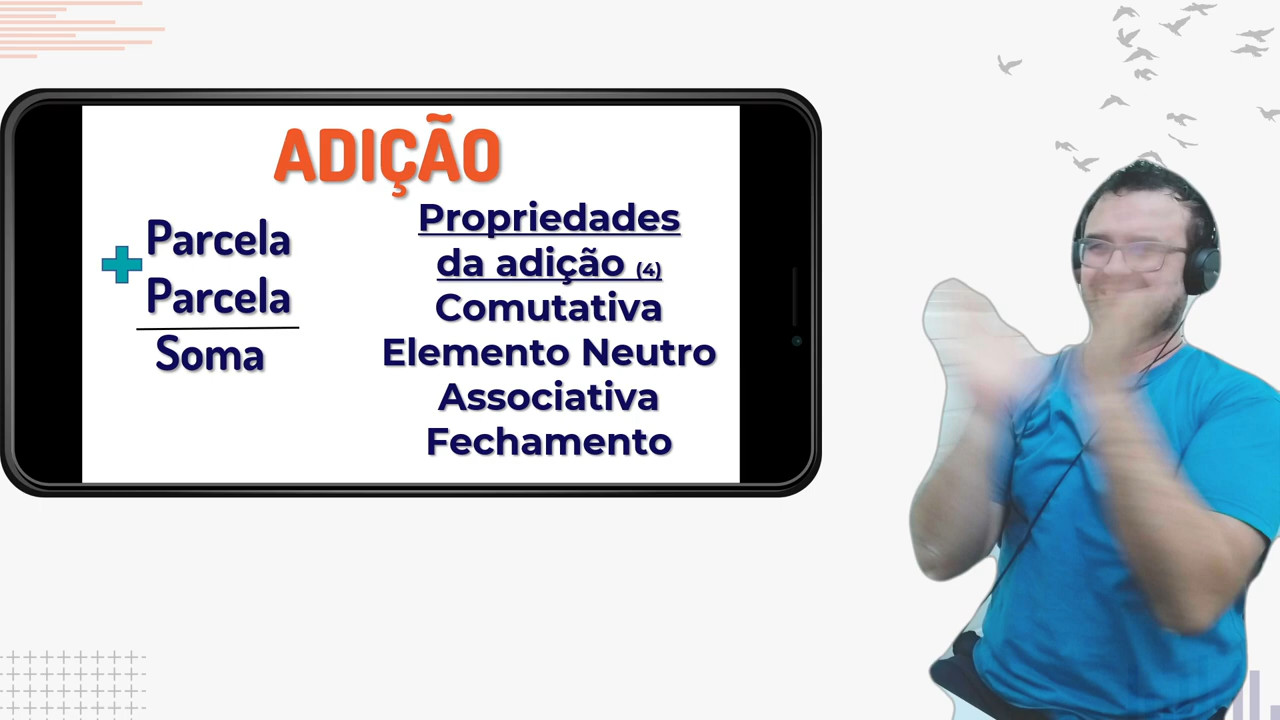 ADIÇÃO
Parcela
Parcela
Soma
Propriedades
da adição (4)
Comutativa
Elemento Neutro
Associativa
Fechamento